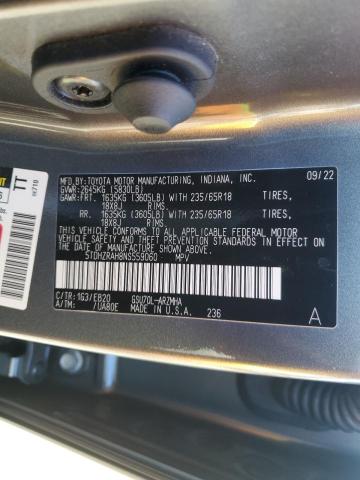 MFD.BY:TOYOTA MOTOR MANUFACTURING, INDIANA, INC. 09/22
GVWR:2645KG (5830LB)
GAWR:FRT. 1635KG (3605LB) WITH 235/65R18 TIRES,
18X8J RIMS,
RR. 1635KG (3605LB) WITH 235/65R18 TIRES,
18X8J RIMS,
THIS VEHICLE CONFORMS TO ALL APPLICABLE FEDERAL MOTOR
VEHICLE SAFETY STANDARDS IN EFFECT ON THE
DATE OF MANUFACTURE SHOWN ABOVE.
5TDHZRAH8NS559060 MPV
C/TR:1G3/EB20 GSU70L-ARZMHA
A/TM: /UA80E MADE IN U.S.A. 236
A
TT